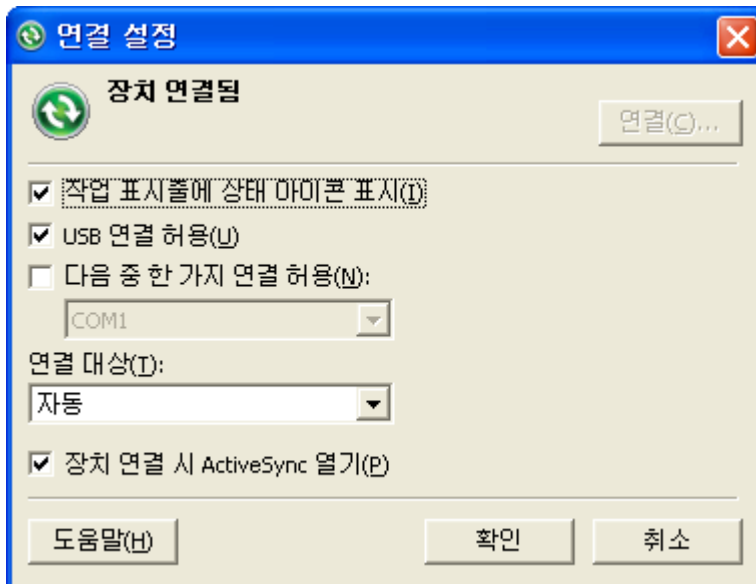 연결 설정
장치 연결됨
연결(C)...
작업 표시줄에 상태 아이콘 표시(I)
USB 연결 허용(U)
다음 중 한 가지 연결 허용(N):
COM1
연결 대상(T):
자동
장치 연결 시 ActiveSync 열기(P)
도움말(H)
확인
취소